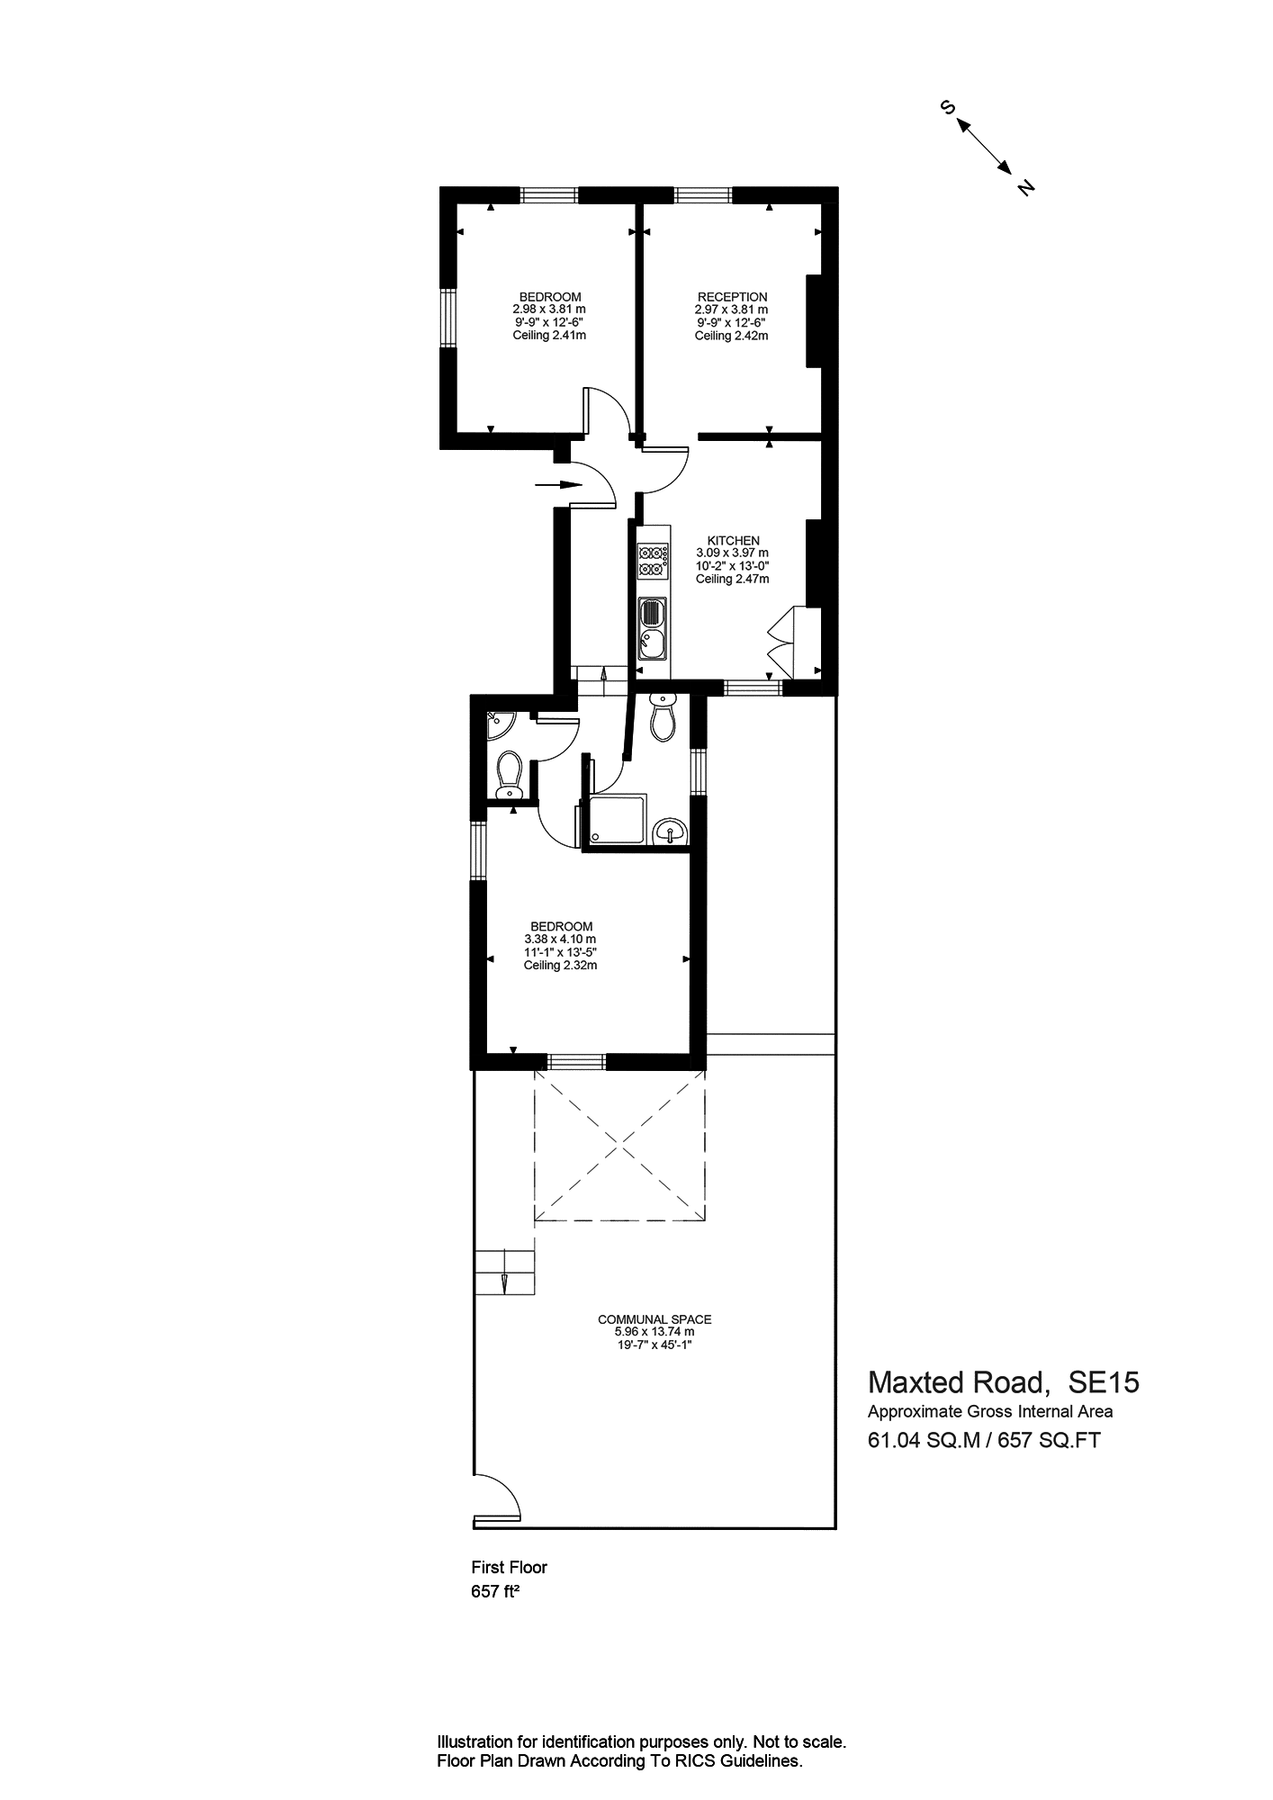 S
N
BEDROOM
2.98 x 3.81 m
9'-9" x 12'-6"
Ceiling 2.41m
RECEPTION
2.97 x 3.81 m
9'-9" x 12'-6"
Ceiling 2.42m
KITCHEN
3.09 x 3.97 m
10'-2" x 13'-0"
Ceiling 2.47m
BEDROOM
3.38 x 4.10 m
11'-1" x 13'-5"
Ceiling 2.32m
COMMUNAL SPACE
5.96 x 13.74 m
19'-7" x 45'-1"
Maxted Road, SE15
Approximate Gross Internal Area
61.04 SQ.M / 657 SQ.FT
First Floor
657 ft²
Illustration for identification purposes only. Not to scale.
Floor Plan Drawn According To RICS Guidelines.